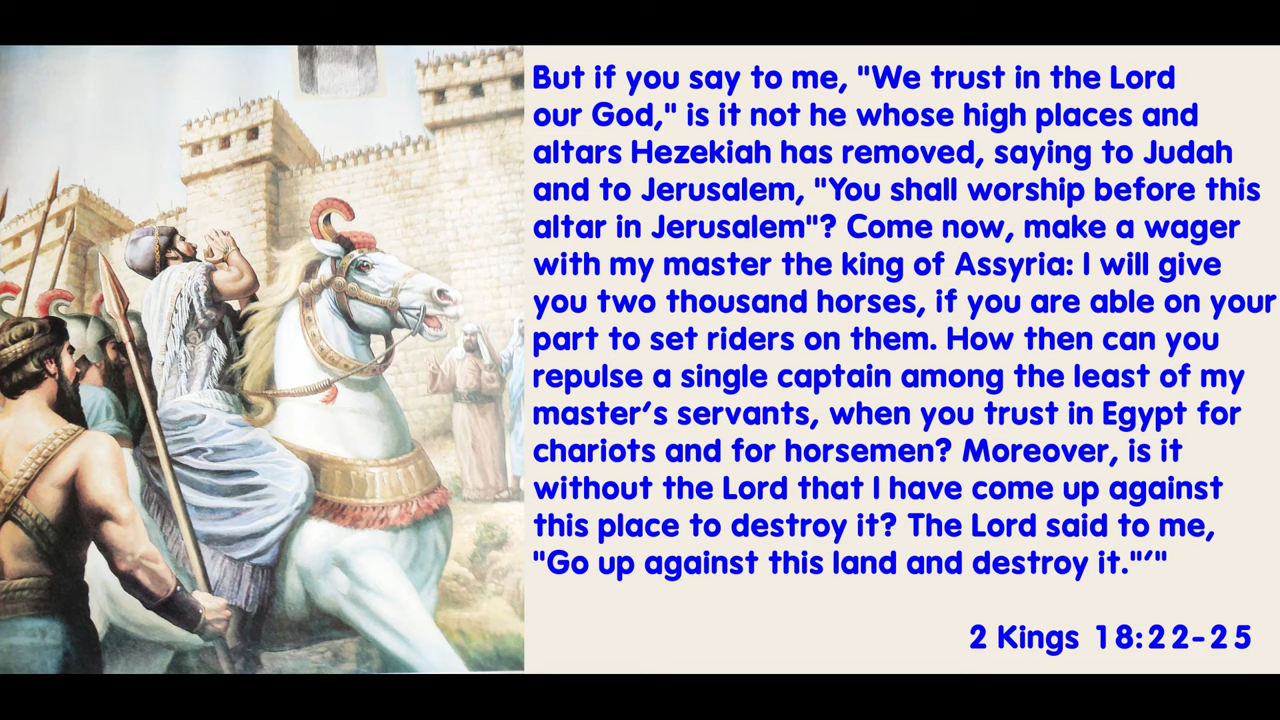 But if you say to me, "We trust in the Lord
our God," is it not he whose high places and
altars Hezekiah has removed, saying to Judah
and to Jerusalem, "You shall worship before this
altar in Jerusalem"? Come now, make a wager
with my master the king of Assyria: I will give
you two thousand horses, if you are able on your
part to set riders on them. How then can you
repulse a single captain among the least of my
master’s servants, when you trust in Egypt for
chariots and for horsemen? Moreover, is it
without the Lord that I have come up against
this place to destroy it? The Lord said to me,
"Go up against this land and destroy it."’"
2 Kings 18:22-25